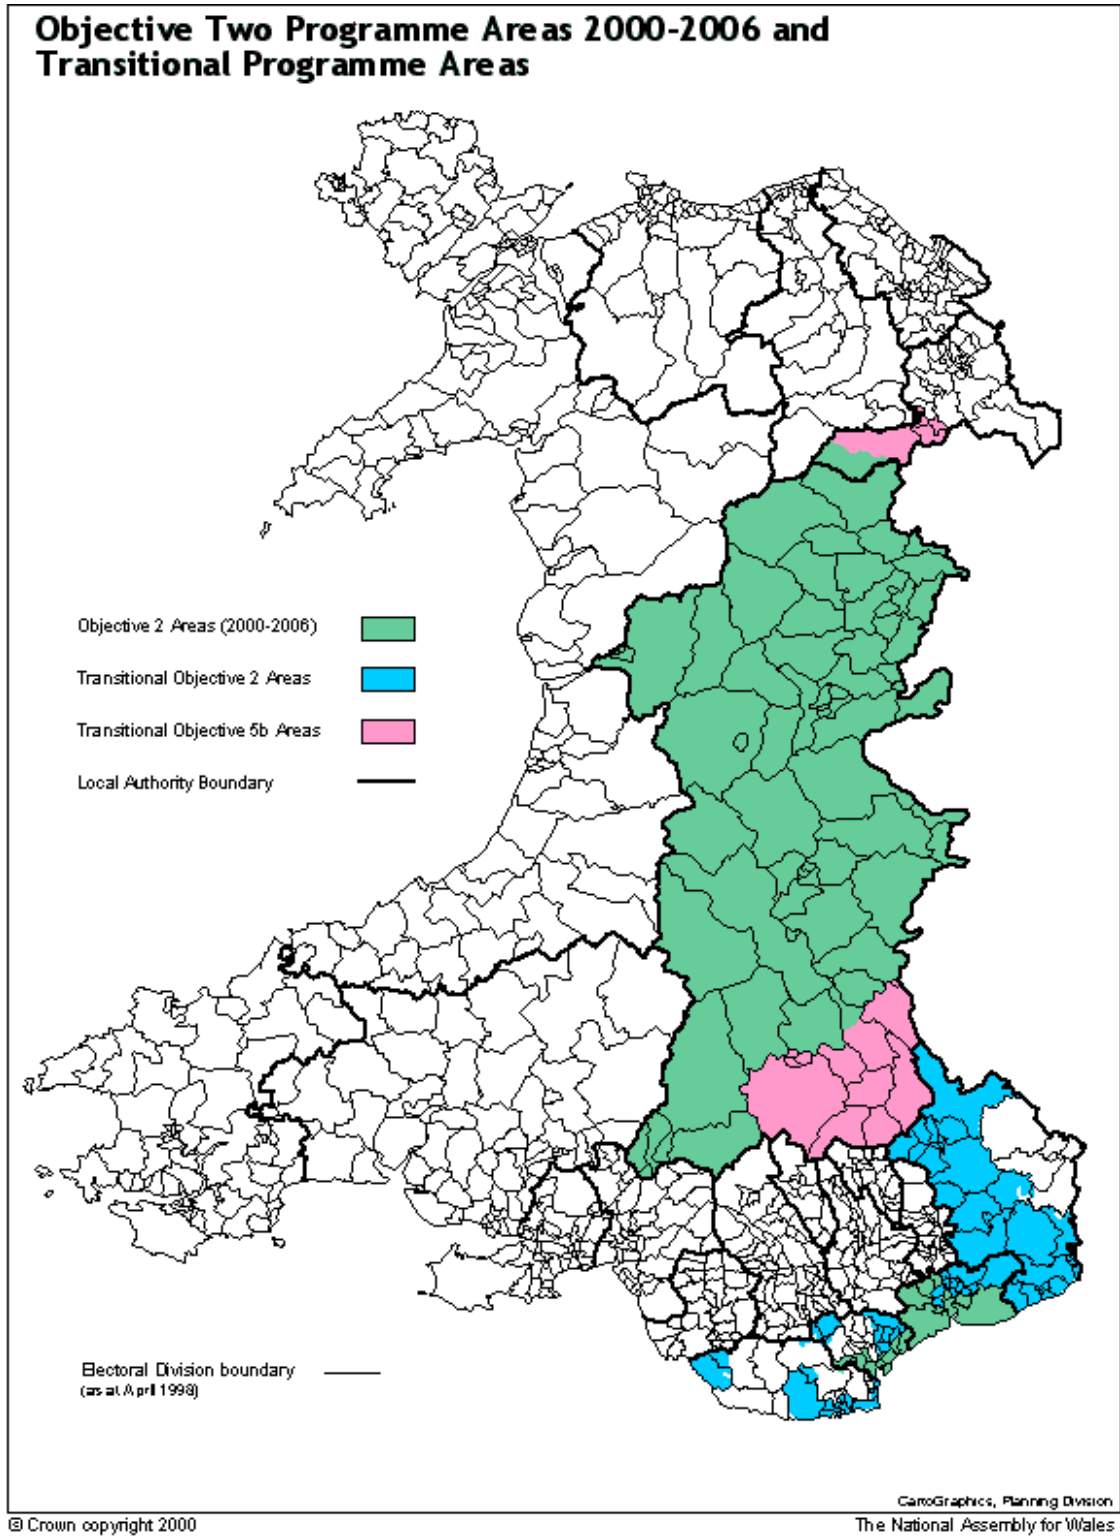 Objective Two Programme Areas 2000-2006 and
Transitional Programme Areas
Objective 2 Areas (2000-2006)
Transitional Objective 2 Areas
Transitional Objective 5b Areas
Local Authority Boundary
Electoral Division boundary
(as at April 1998)
CartoGraphics, Planning Division
© Crown copyright 2000
The National Assembly for Wales